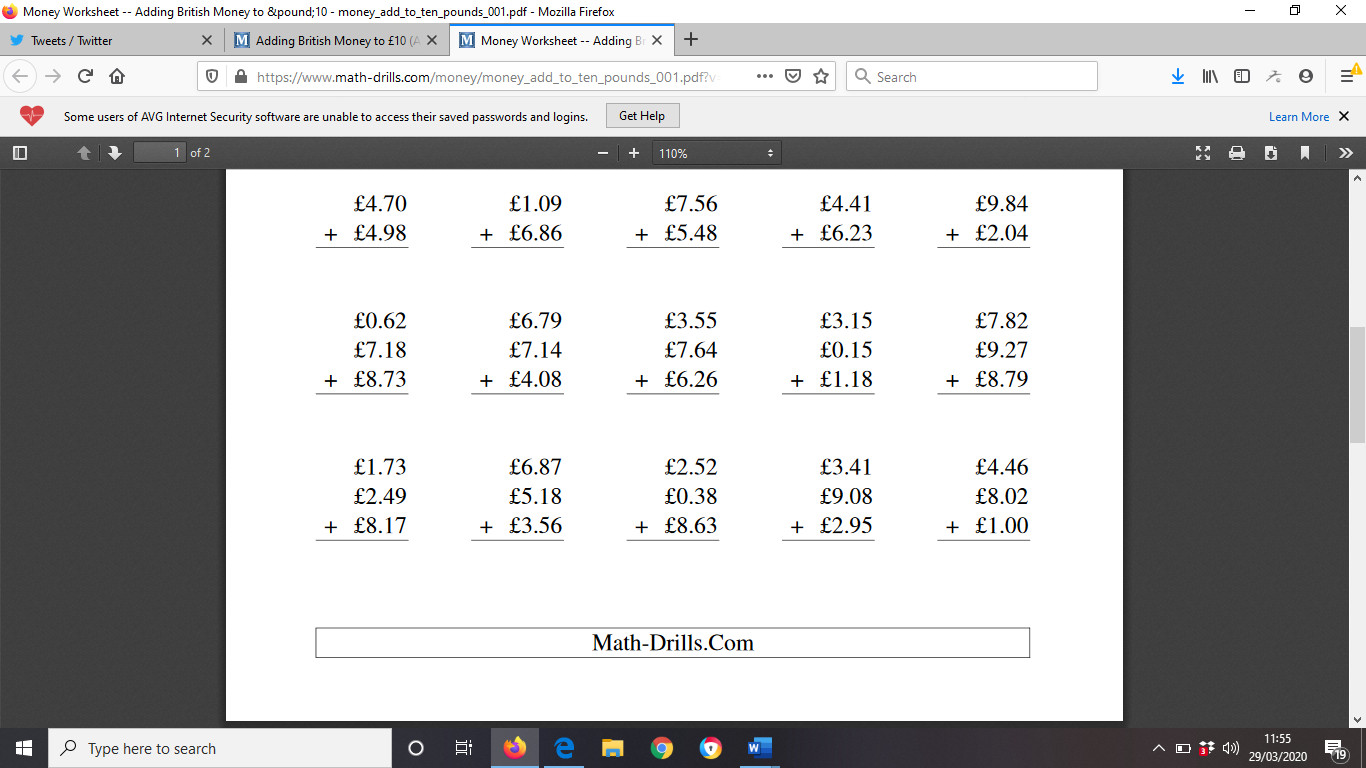 Money Worksheet -- Adding British Money to &pound;10 - money_add_to_ten_pounds_001.pdf - Mozilla Firefox
Tweets / Twitter
M Adding British Money to £10 (A
M Money Worksheet -- Adding B
https://www.math-drills.com/money/money_add_to_ten_pounds_001.pdf?v
Search
Some users of AVG Internet Security software are unable to access their saved passwords and logins. Get Help Learn More
1 of 2 110%
£4.70 £1.09 £7.56 £4.41 £9.84
+ £4.98 + £6.86 + £5.48 + £6.23 + £2.04
£0.62 £6.79 £3.55 £3.15 £7.82
£7.18 £7.14 £7.64 £0.15 £9.27
+ £8.73 + £4.08 + £6.26 + £1.18 + £8.79
£1.73 £6.87 £2.52 £3.41 £4.46
£2.49 £5.18 £0.38 £9.08 £8.02
+ £8.17 + £3.56 + £8.63 + £2.95 + £1.00
Math-Drills.Com
Type here to search
11:55
29/03/2020
19